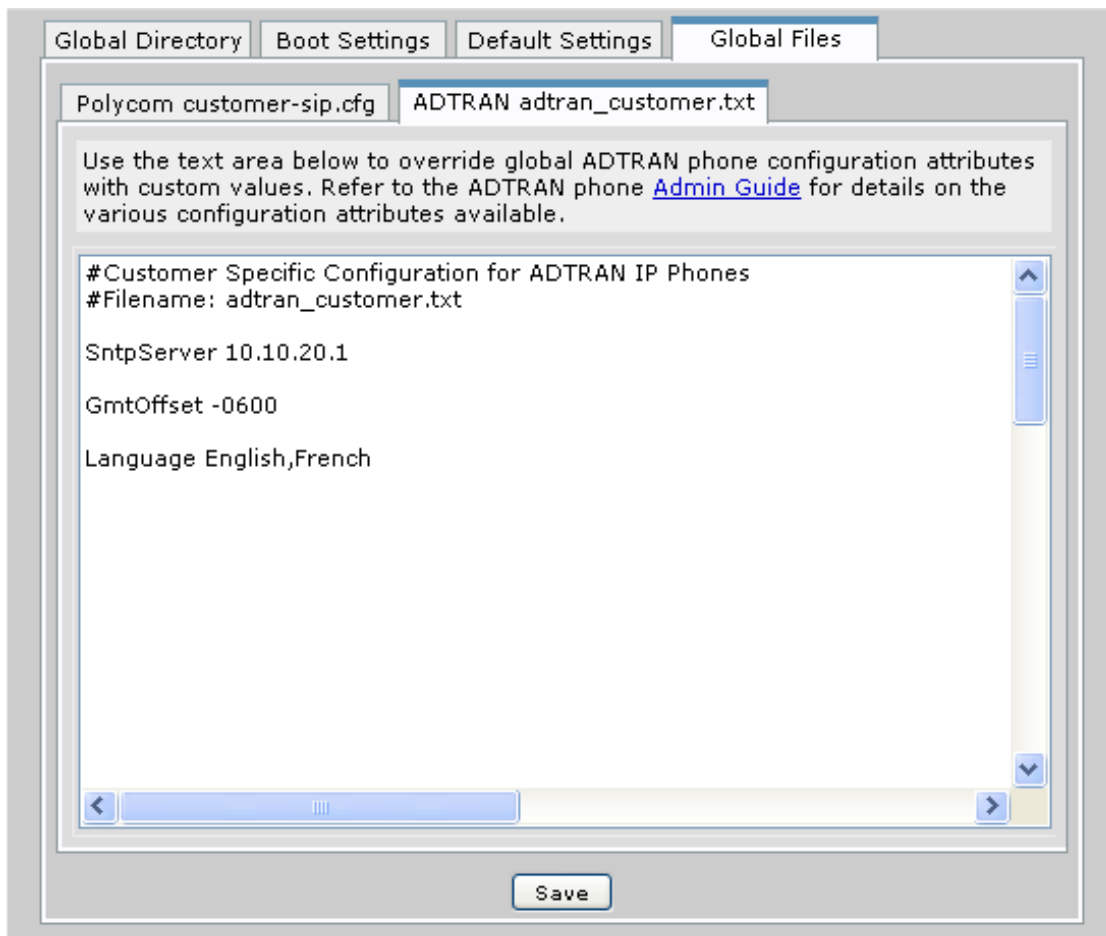 Global Directory Boot Settings Default Settings Global Files
Polycom customer-sip.cfg ADTRAN adtran_customer.txt
Use the text area below to override global ADTRAN phone configuration attributes
with custom values. Refer to the ADTRAN phone Admin Guide for details on the
various configuration attributes available.
#Customer Specific Configuration for ADTRAN IP Phones
#Filename: adtran_customer.txt
SntpServer 10.10.20.1
GmtOffset -0600
Language English,French
Save